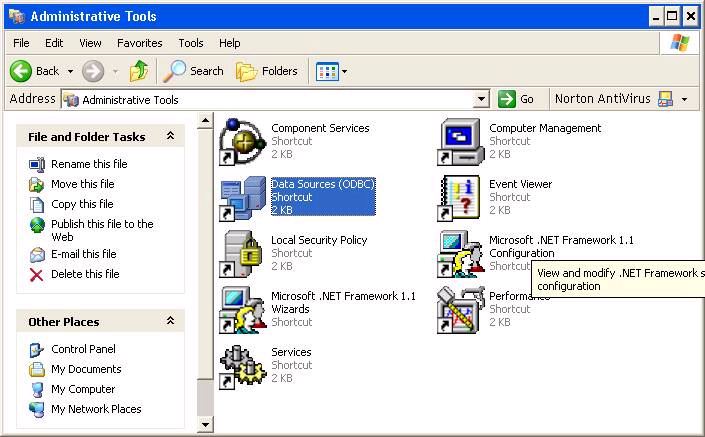 Administrative Tools
File Edit View Favorites Tools Help
Back Search Folders
Address Administrative Tools Go Norton AntiVirus
File and Folder Tasks
Rename this file
Move this file
Copy this file
Publish this file to the
Web
E-mail this file
Delete this file
Other Places
Control Panel
My Documents
My Computer
My Network Places
Component Services
Shortcut
2 KB
Computer Management
Shortcut
2 KB
Data Sources (ODBC)
Shortcut
2 KB
Event Viewer
Shortcut
2 KB
Local Security Policy
Shortcut
2 KB
Microsoft .NET Framework 1.1
Configuration
View and modify .NET Framework s
configuration
Microsoft .NET Framework 1.1
Wizards
Shortcut
Performance
Shortcut
2 KB
Services
Shortcut
2 KB